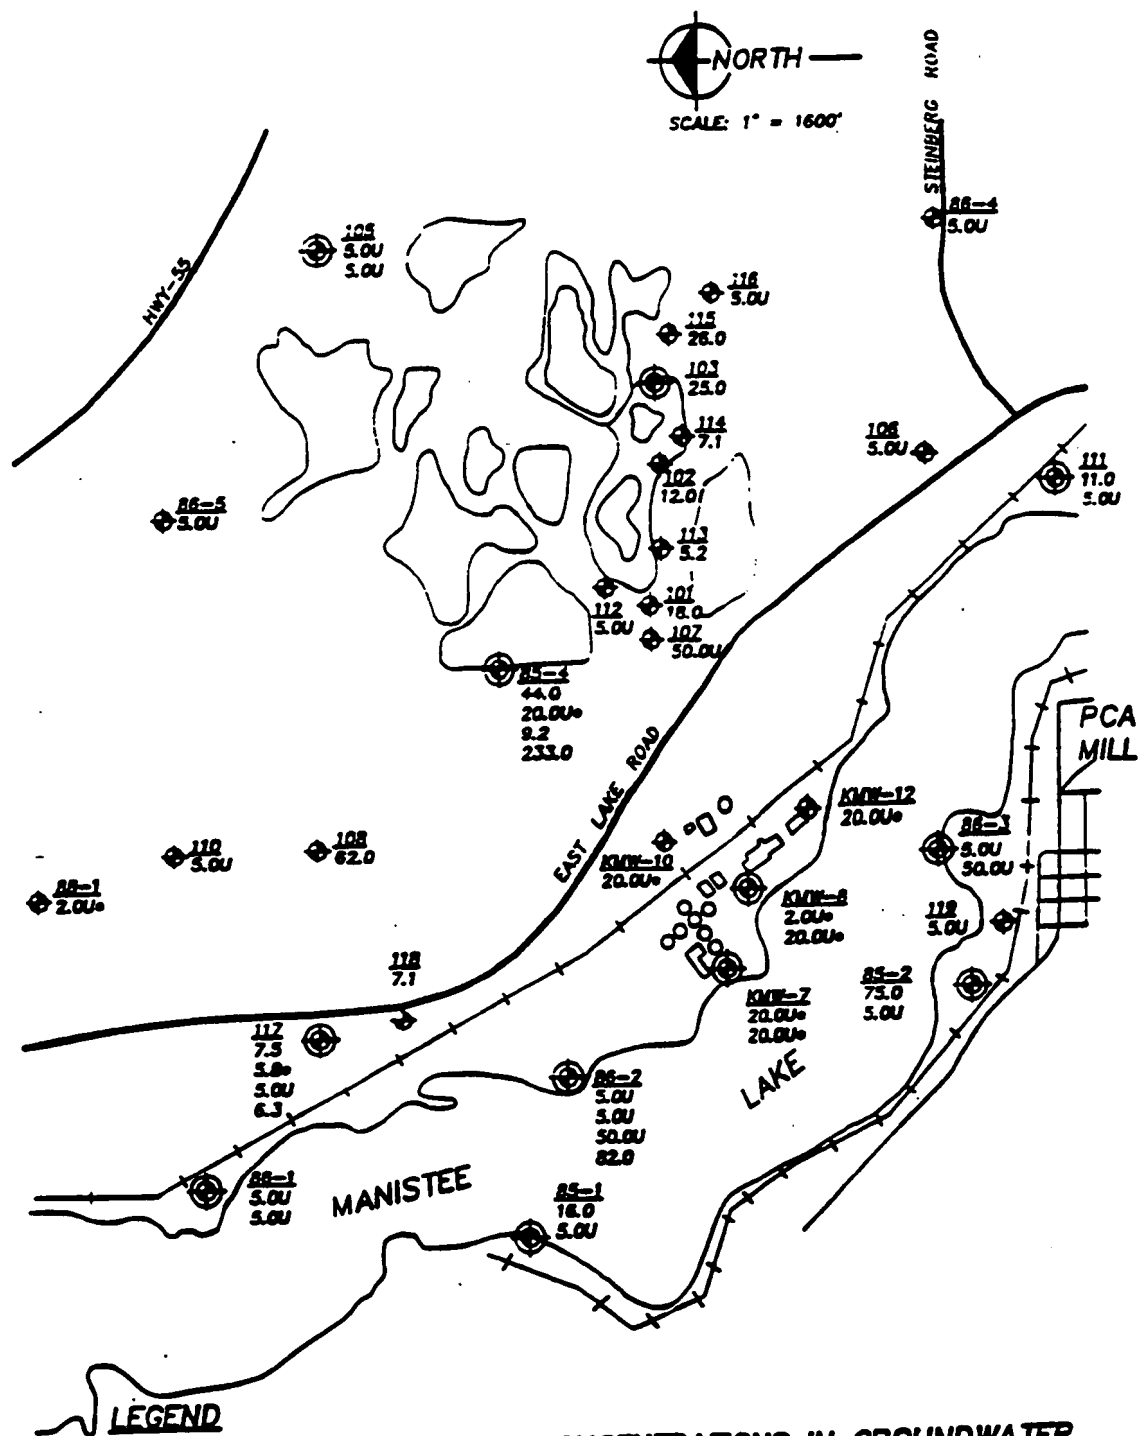 NORTH
SCALE: 1" = 1600'
STEINBERG ROAD
86-4
5.0U
105
5.0U
5.0U
HWY-55
116
5.0U
115
26.0
103
25.0
114
7.1
106
5.0U
111
11.0
5.0U
102
12.0
86-5
5.0U
113
5.2
101
18.0
112
5.0U
107
50.0U
85-4
44.0
20.0U
9.2
233.0
PCA
MILL
EAST LAKE ROAD
KMW-12
20.0U
86-3
5.0U
50.0U
110
5.0U
108
62.0
KMW-10
20.0U
88-1
2.0U
KMW-8
2.0U
20.0U
119
5.0U
118
7.1
85-2
75.0
5.0U
KMW-7
20.0U
20.0U
117
7.5
5.8
5.0U
6.3
86-2
5.0U
5.0U
50.0U
82.0
LAKE
86-1
5.0U
5.0U
MANISTEE
85-1
16.0
5.0U
LEGEND
IN GROUNDWATER